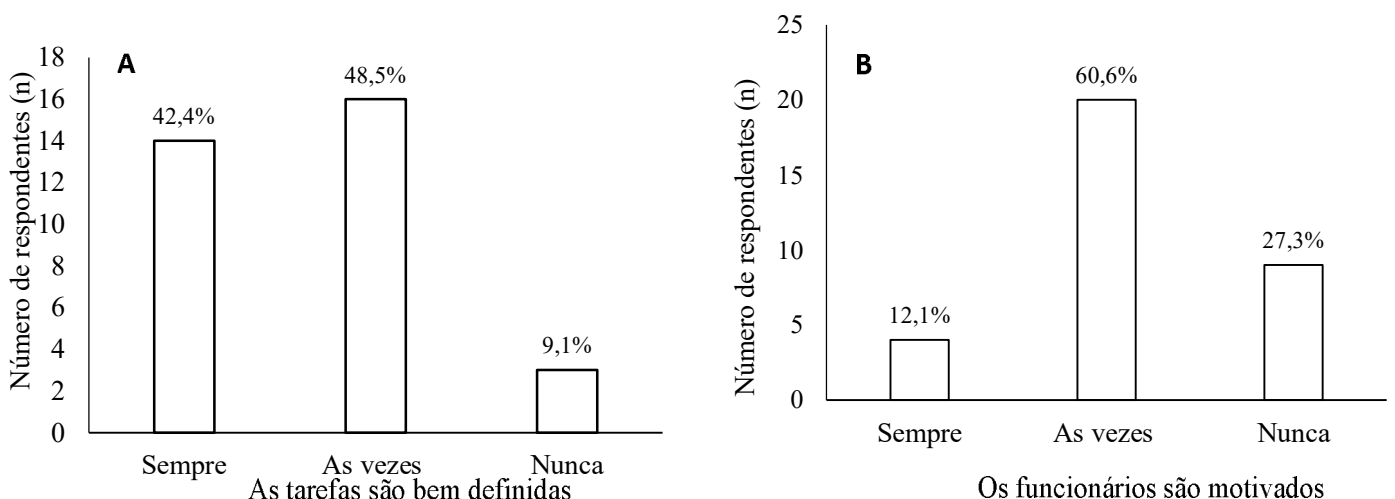 A
Número de respondentes (n)
18
16
14
12
10
8
6
4
2
0
42,4%
48,5%
9,1%
Sempre
As vezes
Nunca
As tarefas são bem definidas
B
Número de respondentes (n)
25
20
15
10
5
0
12,1%
60,6%
27,3%
Sempre
As vezes
Nunca
Os funcionários são motivados